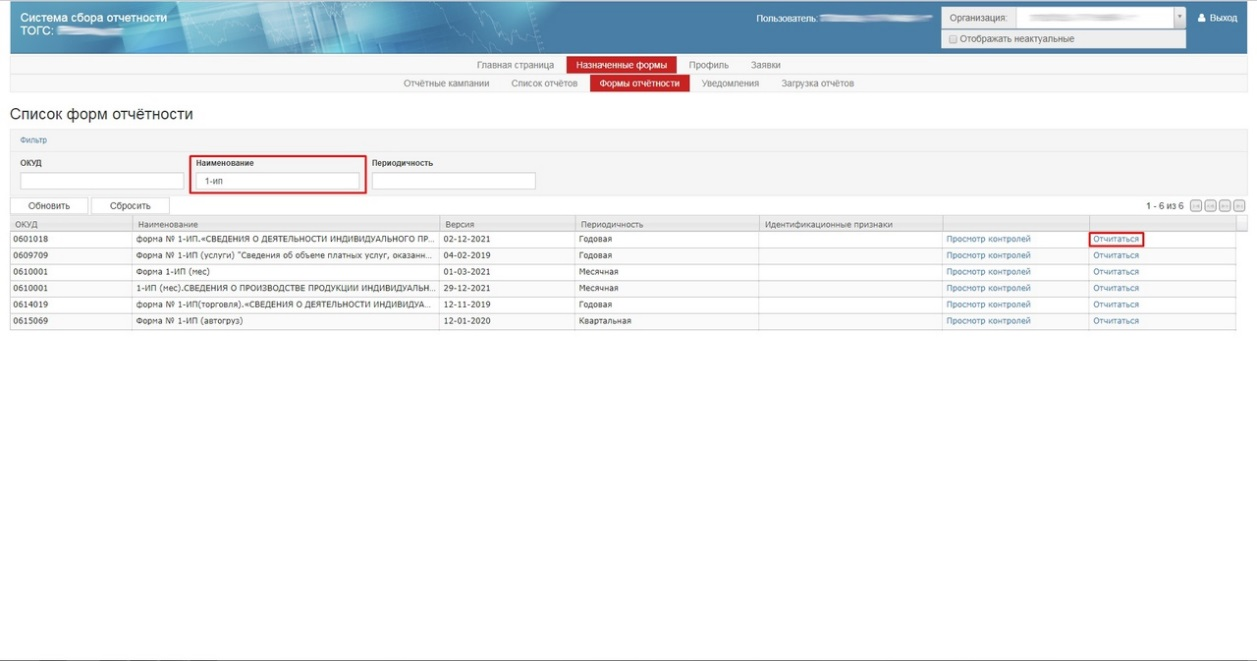 Система сбора отчетности
ТОГС:
Пользователь:
Организация:
Выход
Отображать неактуальные
Главная страница Назначенные формы Профиль Заявки
Отчётные кампании Список отчётов Формы отчётности Уведомления Загрузка отчётов
Список форм отчётности
Фильтр
ОКУД Наименование Периодичность
1-ип
Обновить Сбросить 1 - 6 из 6
ОКУД Наименование Версия Периодичность Идентификационные признаки
0601018 форма № 1-ИП.«СВЕДЕНИЯ О ДЕЯТЕЛЬНОСТИ ИНДИВИДУАЛЬНОГО ПР... 02-12-2021 Годовая Просмотр контролей Отчитаться
0609709 Форма № 1-ИП (услуги) "Сведения об объеме платных услуг, оказанн... 04-02-2019 Годовая Просмотр контролей Отчитаться
0610001 Форма 1-ИП (мес) 01-03-2021 Месячная Просмотр контролей Отчитаться
0610001 1-ИП (мес).СВЕДЕНИЯ О ПРОИЗВОДСТВЕ ПРОДУКЦИИ ИНДИВИДУАЛЬН... 29-12-2021 Месячная Просмотр контролей Отчитаться
0614019 форма № 1-ИП(торговля).«СВЕДЕНИЯ О ДЕЯТЕЛЬНОСТИ ИНДИВИДУА... 12-11-2019 Годовая Просмотр контролей Отчитаться
0615069 Форма № 1-ИП (автогруз) 12-01-2020 Квартальная Просмотр контролей Отчитаться